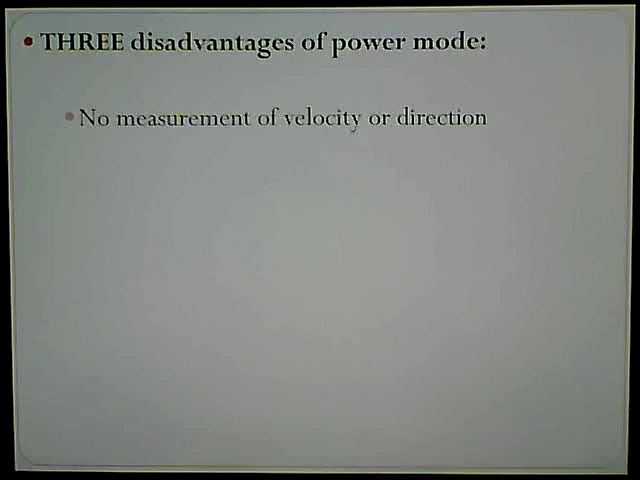 • THREE disadvantages of power mode:
• No measurement of velocity or direction